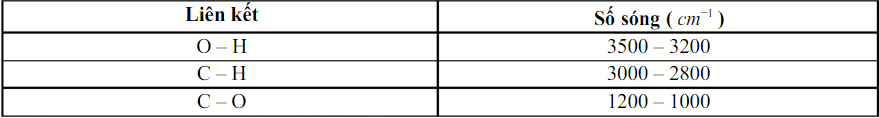 Liên kết Số sóng ( cm⁻¹ )
O – H 3500 – 3200
C – H 3000 – 2800
C – O 1200 – 1000